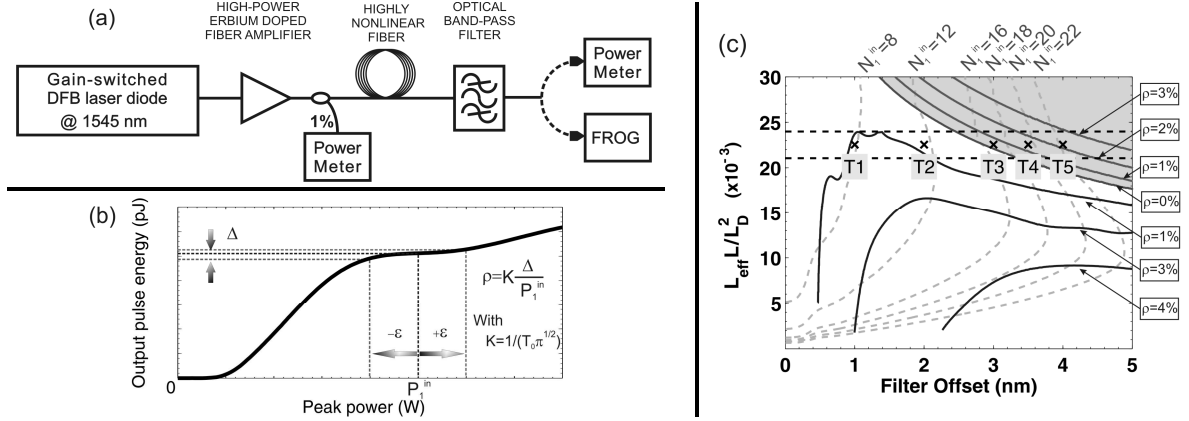 (a)
HIGH-POWER
ERBIUM DOPED
FIBER AMPLIFIER
HIGHLY
NONLINEAR
FIBER
OPTICAL
BAND-PASS
FILTER
Gain-switched
DFB laser diode
@ 1545 nm
1%
Power
Meter
Power
Meter
FROG
(b)
Output pulse energy (pJ)
Δ
ρ=K Δ/P₁ⁱⁿ
With
K=1/(T₀π^{1/2})
-ε
+ε
0
P₁ⁱⁿ
Peak power (W)
(c)
N₁ⁱⁿ=8
N₁ⁱⁿ=12
N₁ⁱⁿ=16
N₁ⁱⁿ=18
N₁ⁱⁿ=20
N₁ⁱⁿ=22
L_eff L/L_D² (x10⁻³)
30
25
20
15
10
5
T1
T2
T3
T4
T5
ρ=3%
ρ=2%
ρ=1%
ρ=0%
ρ=1%
ρ=3%
ρ=4%
0 1 2 3 4 5
Filter Offset (nm)